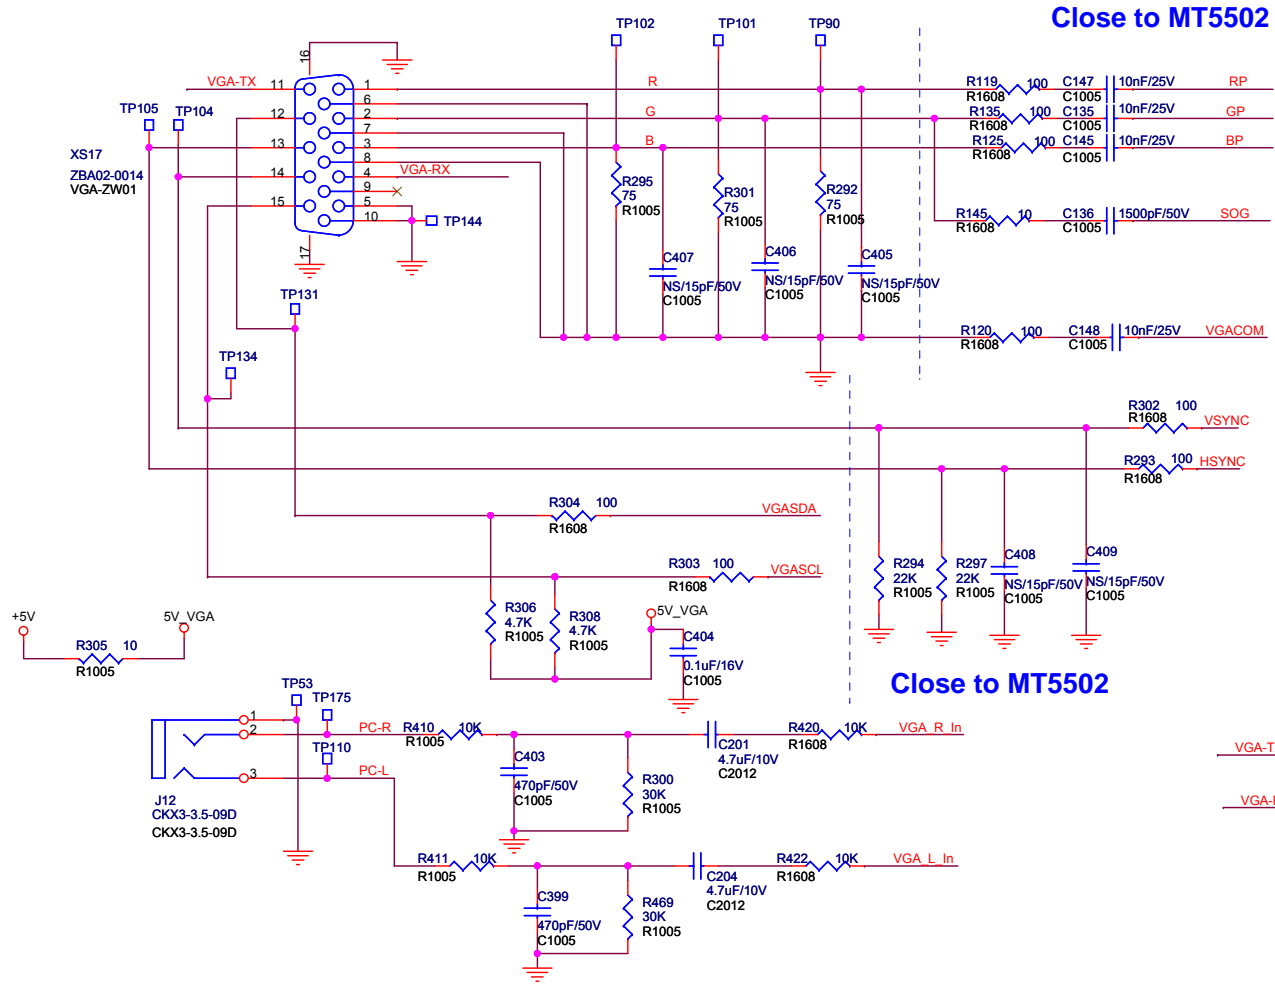 Close to MT5502
TP102
TP101
TP90
16
VGA-TX
11
1
R
R119
100
R1608
C147
10nF/25V
C1005
RP
TP105
TP104
6
12
2
G
R135
100
R1608
C135
10nF/25V
C1005
GP
7
13
3
B
R125
100
R1608
C145
10nF/25V
C1005
BP
XS17
ZBA02-0014
VGA-ZW01
8
14
4
VGA-RX
9
15
5
10
TP144
17
R295
75
R1005
R301
75
R1005
R292
75
R1005
R145
10
R1608
C136
1500pF/50V
C1005
SOG
C407
NS/15pF/50V
C1005
C406
NS/15pF/50V
C1005
C405
NS/15pF/50V
C1005
TP131
R120
100
R1608
C148
10nF/25V
C1005
VGACOM
TP134
R302
100
R1608
VSYNC
R293
100
R1608
HSYNC
R304
100
R1608
VGASDA
R303
100
R1608
VGASCL
R294
22K
R1005
R297
22K
R1005
C408
NS/15pF/50V
C1005
C409
NS/15pF/50V
C1005
+5V
5V_VGA
R305
10
R1005
R306
4.7K
R1005
R308
4.7K
R1005
5V_VGA
C404
0.1uF/16V
C1005
Close to MT5502
TP53
TP175
1
2
PC-R
R410
10K
R1005
C201
4.7uF/10V
C2012
R420
10K
R1608
VGA_R_In
TP110
3
PC-L
J12
CKX3-3.5-09D
CKX3-3.5-09D
C403
470pF/50V
C1005
R300
30K
R1005
VGA-T
VGA-
R411
10K
R1005
C204
4.7uF/10V
C2012
R422
10K
R1608
VGA_L_In
C399
470pF/50V
C1005
R469
30K
R1005